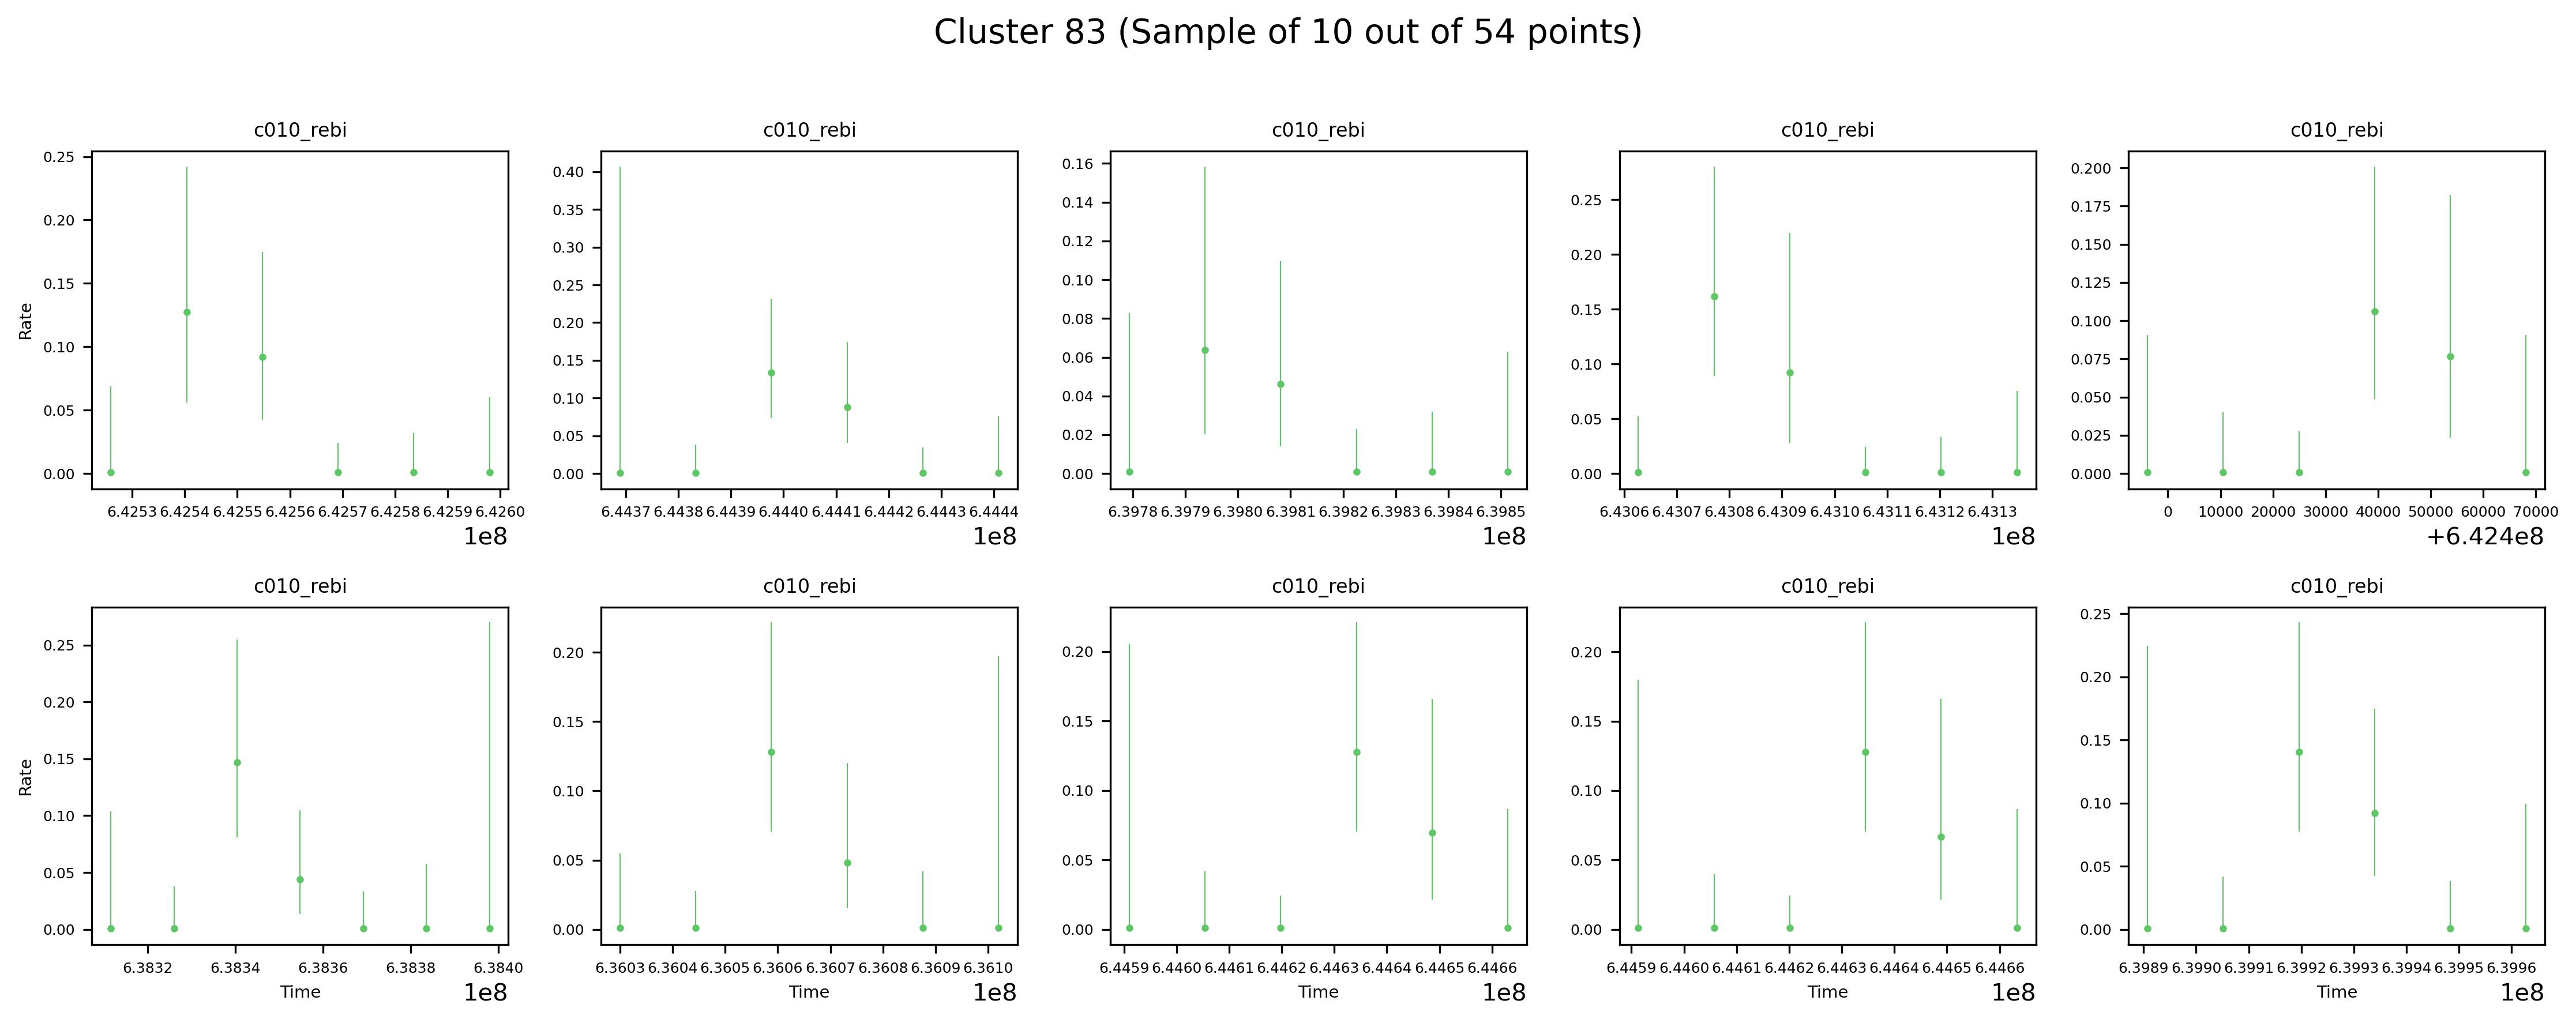 Cluster 83 (Sample of 10 out of 54 points)
c010_rebi c010_rebi c010_rebi c010_rebi c010_rebi
Rate
0.25 0.20 0.15 0.10 0.05 0.00
0.40 0.35 0.30 0.25 0.20 0.15 0.10 0.05 0.00
0.16 0.14 0.12 0.10 0.08 0.06 0.04 0.02 0.00
0.25 0.20 0.15 0.10 0.05 0.00
0.200 0.175 0.150 0.125 0.100 0.075 0.050 0.025 0.000
6.4253 6.4254 6.4255 6.4256 6.4257 6.4258 6.4259 6.4260
6.4437 6.4438 6.4439 6.4440 6.4441 6.4442 6.4443 6.4444
6.3978 6.3979 6.3980 6.3981 6.3982 6.3983 6.3984 6.3985
6.4306 6.4307 6.4308 6.4309 6.4310 6.4311 6.4312 6.4313
0 10000 20000 30000 40000 50000 60000 70000
1e8 1e8 1e8 1e8 +6.424e8
c010_rebi c010_rebi c010_rebi c010_rebi c010_rebi
Rate
0.25 0.20 0.15 0.10 0.05 0.00
0.20 0.15 0.10 0.05 0.00
0.20 0.15 0.10 0.05 0.00
0.20 0.15 0.10 0.05 0.00
0.25 0.20 0.15 0.10 0.05 0.00
6.3832 6.3834 6.3836 6.3838 6.3840
6.3603 6.3604 6.3605 6.3606 6.3607 6.3608 6.3609 6.3610
6.4459 6.4460 6.4461 6.4462 6.4463 6.4464 6.4465 6.4466
6.4459 6.4460 6.4461 6.4462 6.4463 6.4464 6.4465 6.4466
6.3989 6.3990 6.3991 6.3992 6.3993 6.3994 6.3995 6.3996
Time 1e8 Time 1e8 Time 1e8 Time 1e8 Time 1e8